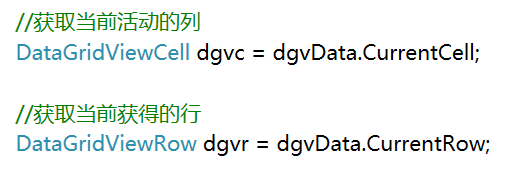 //获取当前活动的列
DataGridViewCell dgvc = dgvData.CurrentCell;
//获取当前获得的行
DataGridViewRow dgvr = dgvData.CurrentRow;